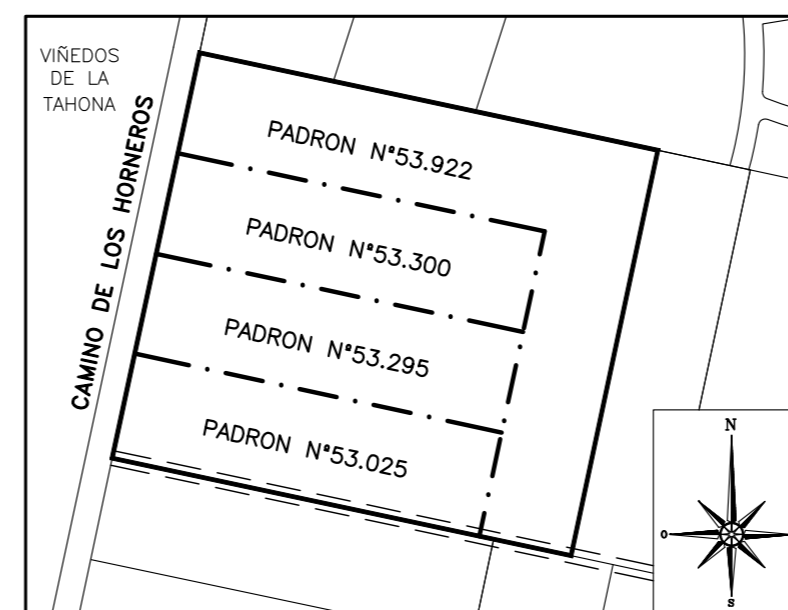 VIÑEDOS
DE LA
TAHONA
CAMINO DE LOS HORNEROS
PADRON N°53.922
PADRON N°53.300
PADRON N°53.295
PADRON N°53.025
N
O
S